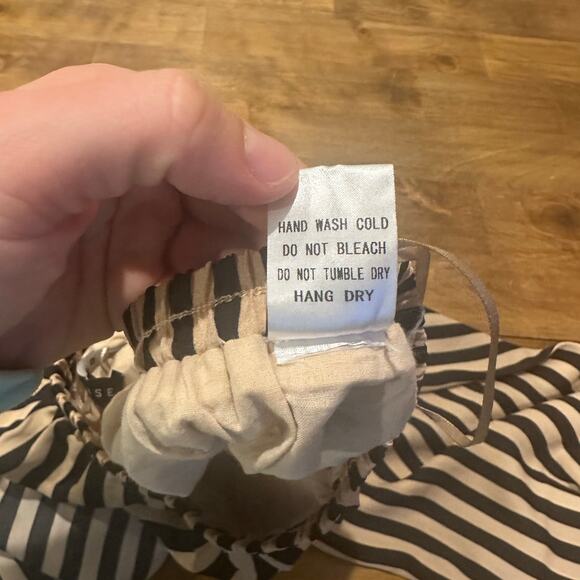 HAND WASH COLD
DO NOT BLEACH
DO NOT TUMBLE DRY
HANG DRY